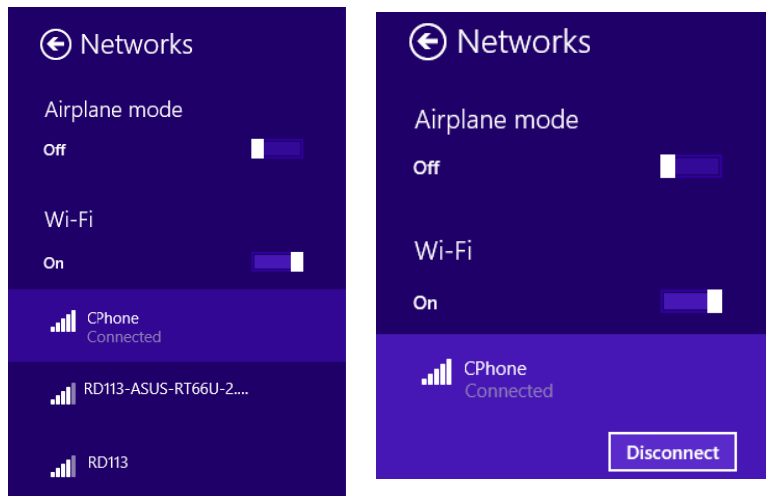 Networks
Airplane mode
Off
Wi-Fi
On
CPhone
Connected
RD113-ASUS-RT66U-2....
RD113
Networks
Airplane mode
Off
Wi-Fi
On
CPhone
Connected
Disconnect